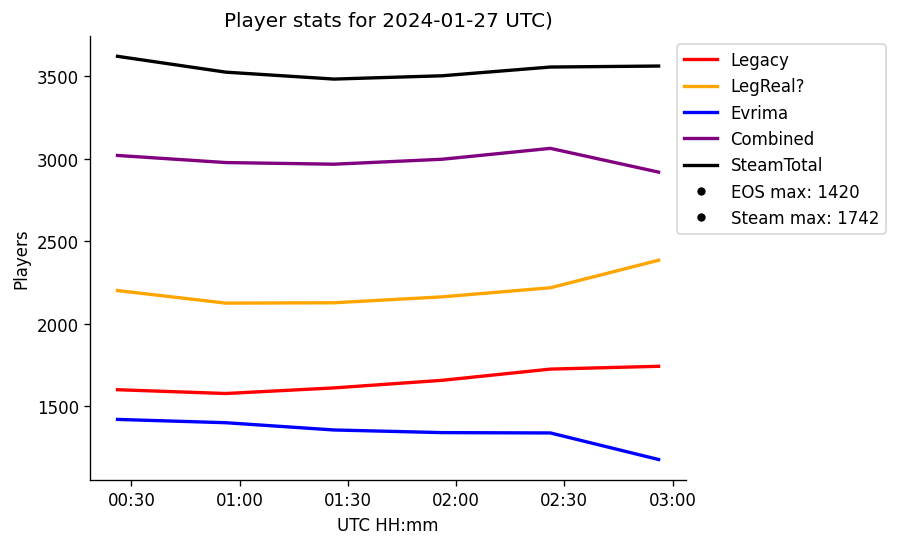 Player stats for 2024-01-27 UTC)
Legacy
LegReal?
Evrima
Combined
SteamTotal
EOS max: 1420
Steam max: 1742
Players
3500
3000
2500
2000
1500
00:30 01:00 01:30 02:00 02:30 03:00
UTC HH:mm